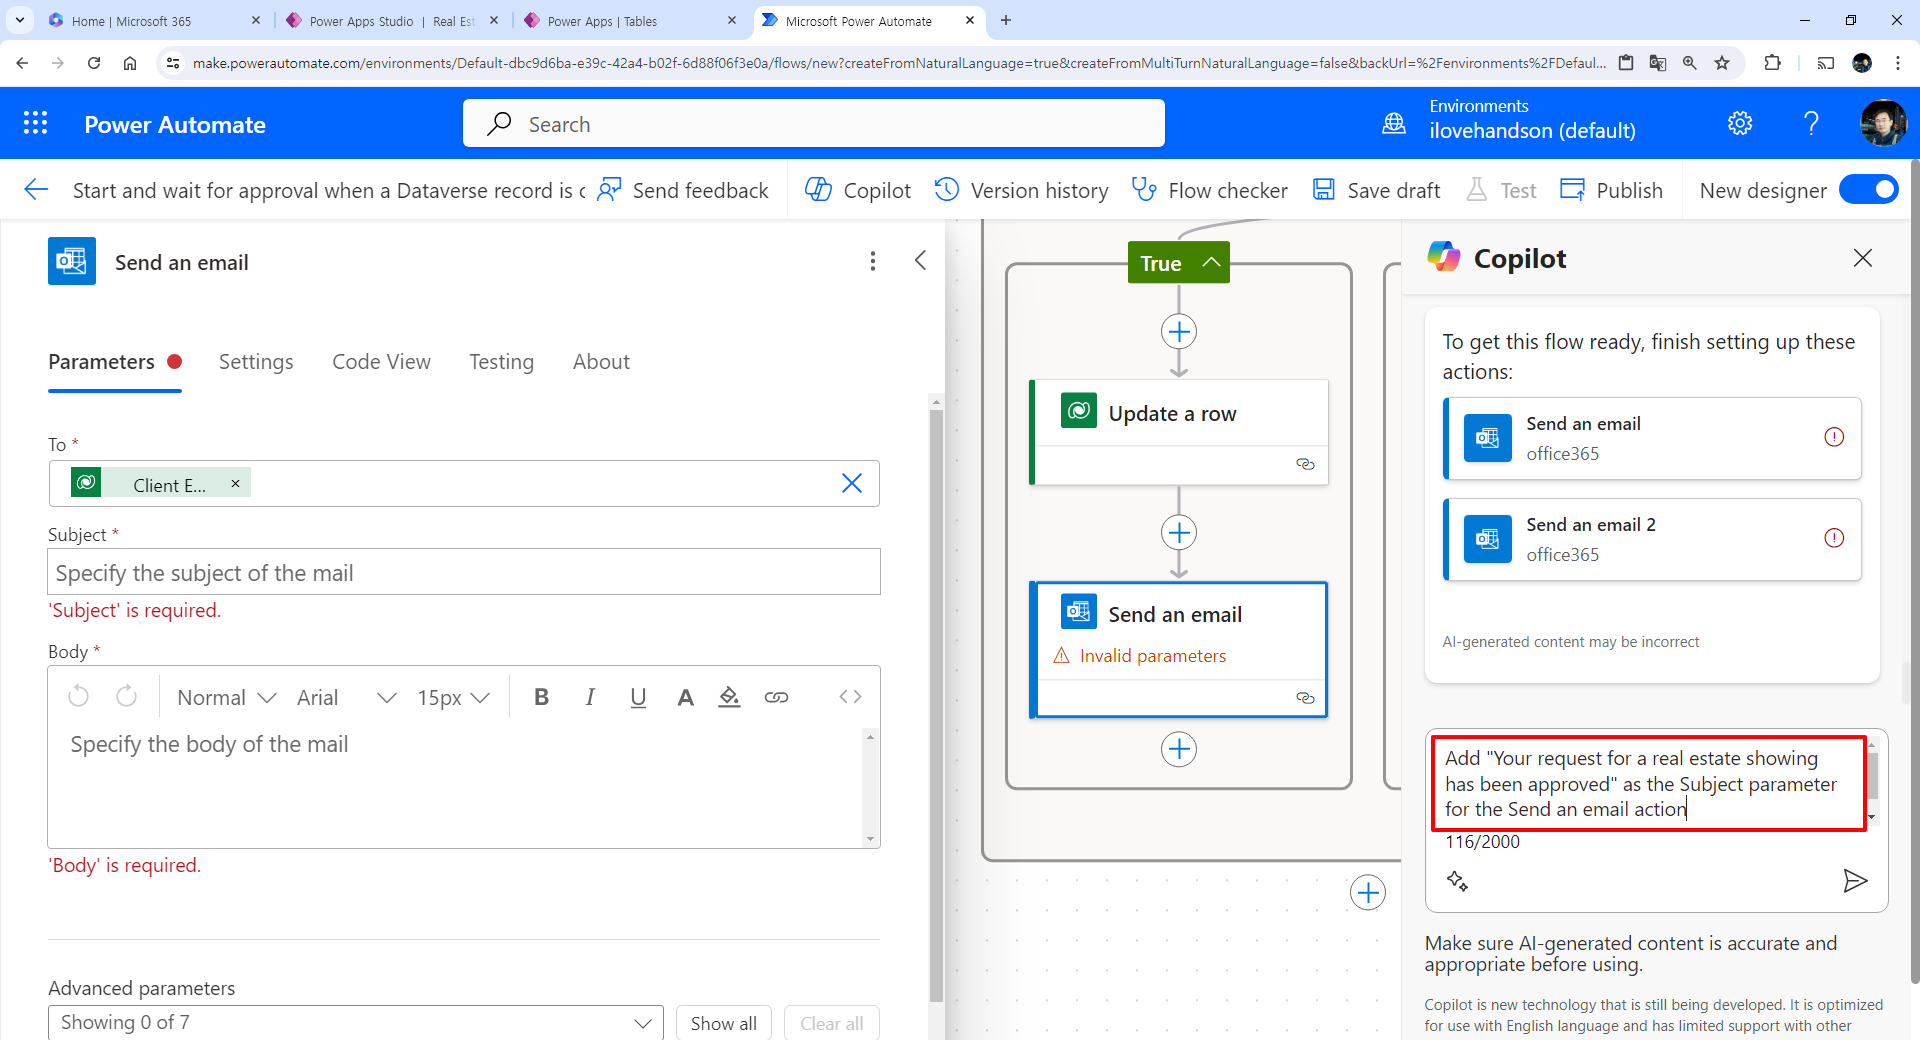 Home | Microsoft 365
Power Apps Studio | Real Est
Power Apps | Tables
Microsoft Power Automate
make.powerautomate.com/environments/Default-dbc9d6ba-e39c-42a4-b02f-6d88f06f3e0a/flows/new?createFromNaturalLanguage=true&createFromMultiTurnNaturalLanguage=false&backUrl=%2Fenvironments%2FDefaul...
Power Automate
Search
Environments
ilovehandson (default)
Start and wait for approval when a Dataverse record is c
Send feedback
Copilot
Version history
Flow checker
Save draft
Test
Publish
New designer
Send an email
Parameters
Settings
Code View
Testing
About
To *
Client E...
Subject *
Specify the subject of the mail
'Subject' is required.
Body *
Normal
Arial
15px
B
I
U
A
Specify the body of the mail
'Body' is required.
Advanced parameters
Showing 0 of 7
Show all
Clear all
True
Update a row
Send an email
Invalid parameters
Copilot
To get this flow ready, finish setting up these
actions:
Send an email
office365
Send an email 2
office365
AI-generated content may be incorrect
Add "Your request for a real estate showing
has been approved" as the Subject parameter
for the Send an email action
116/2000
Make sure AI-generated content is accurate and
appropriate before using.
Copilot is new technology that is still being developed. It is optimized
for use with English language and has limited support with other